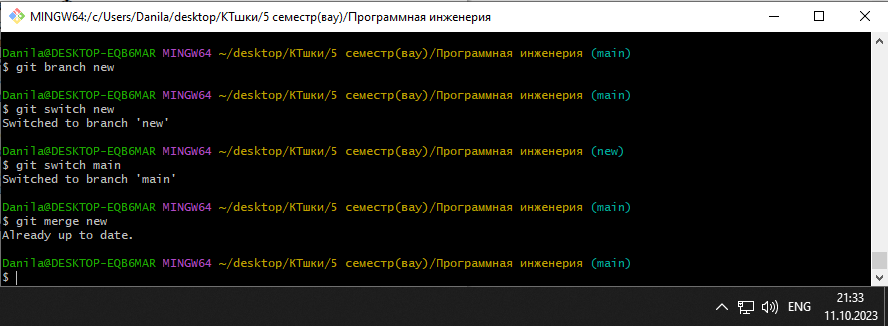 MINGW64:/c/Users/Danila/desktop/КТшки/5 семестр(вау)/Программная инженерия
Danila@DESKTOP-EQB6MAR MINGW64 ~/desktop/КТшки/5 семестр(вау)/Программная инженерия (main)
$ git branch new
Danila@DESKTOP-EQB6MAR MINGW64 ~/desktop/КТшки/5 семестр(вау)/Программная инженерия (main)
$ git switch new
Switched to branch 'new'
Danila@DESKTOP-EQB6MAR MINGW64 ~/desktop/КТшки/5 семестр(вау)/Программная инженерия (new)
$ git switch main
Switched to branch 'main'
Danila@DESKTOP-EQB6MAR MINGW64 ~/desktop/КТшки/5 семестр(вау)/Программная инженерия (main)
$ git merge new
Already up to date.
Danila@DESKTOP-EQB6MAR MINGW64 ~/desktop/КТшки/5 семестр(вау)/Программная инженерия (main)
$
ENG
21:33
11.10.2023